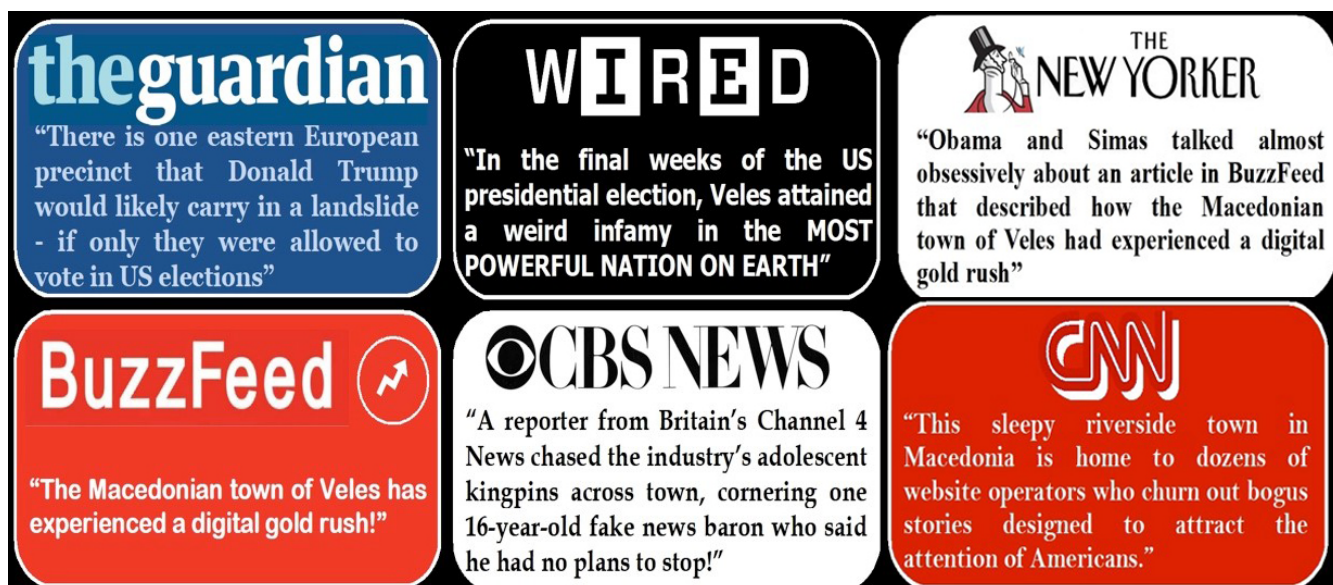 theguardian
“There is one eastern European
precinct that Donald Trump
would likely carry in a landslide
- if only they were allowed to
vote in US elections”
WIRED
“In the final weeks of the US
presidential election, Veles attained
a weird infamy in the MOST
POWERFUL NATION ON EARTH”
THE
NEW YORKER
“Obama and Simas talked almost
obsessively about an article in BuzzFeed
that described how the Macedonian
town of Veles had experienced a digital
gold rush”
BuzzFeed
“The Macedonian town of Veles has
experienced a digital gold rush!”
CBS NEWS
“A reporter from Britain’s Channel 4
News chased the industry’s adolescent
kingpins across town, cornering one
16-year-old fake news baron who said
he had no plans to stop!”
CNN
“This sleepy riverside town in
Macedonia is home to dozens of
website operators who churn out bogus
stories designed to attract the
attention of Americans.”